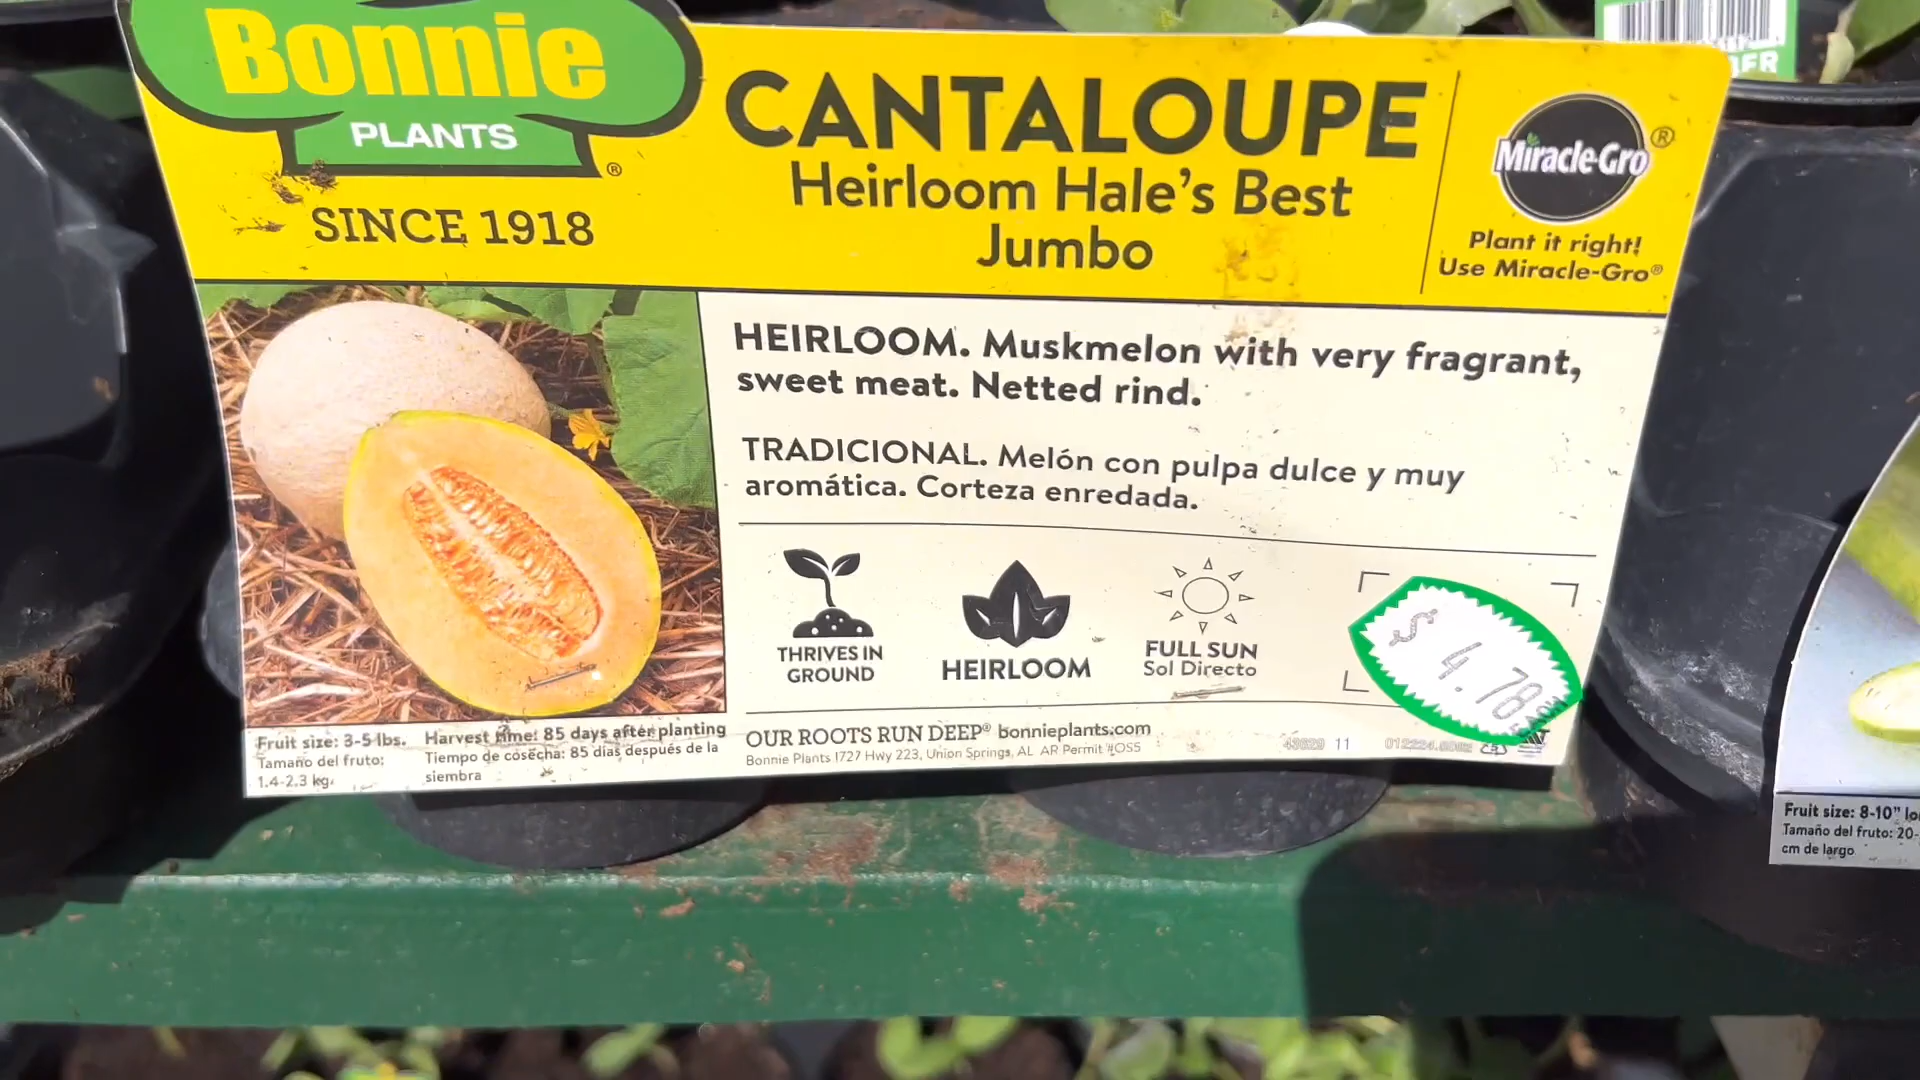 Bonnie
PLANTS
®
SINCE 1918
CANTALOUPE
Heirloom Hale's Best
Jumbo
Miracle-Gro®
Plant it right!
Use Miracle-Gro®
HEIRLOOM. Muskmelon with very fragrant,
sweet meat. Netted rind.
TRADICIONAL. Melón con pulpa dulce y muy
aromática. Corteza enredada.
THRIVES IN
GROUND
HEIRLOOM
FULL SUN
Sol Directo
$ 4.78
EACH
Fruit size: 3-5 lbs.
Tamaño del fruto:
1.4-2.3 kg.
Harvest time: 85 days after planting
Tiempo de cosecha: 85 días después de la
siembra
OUR ROOTS RUN DEEP® bonnieplants.com
Bonnie Plants 1727 Hwy 223, Union Springs, AL AR Permit #OSS
11
Fruit size: 8-10"
Tamaño del fruto: 20-
cm de largo